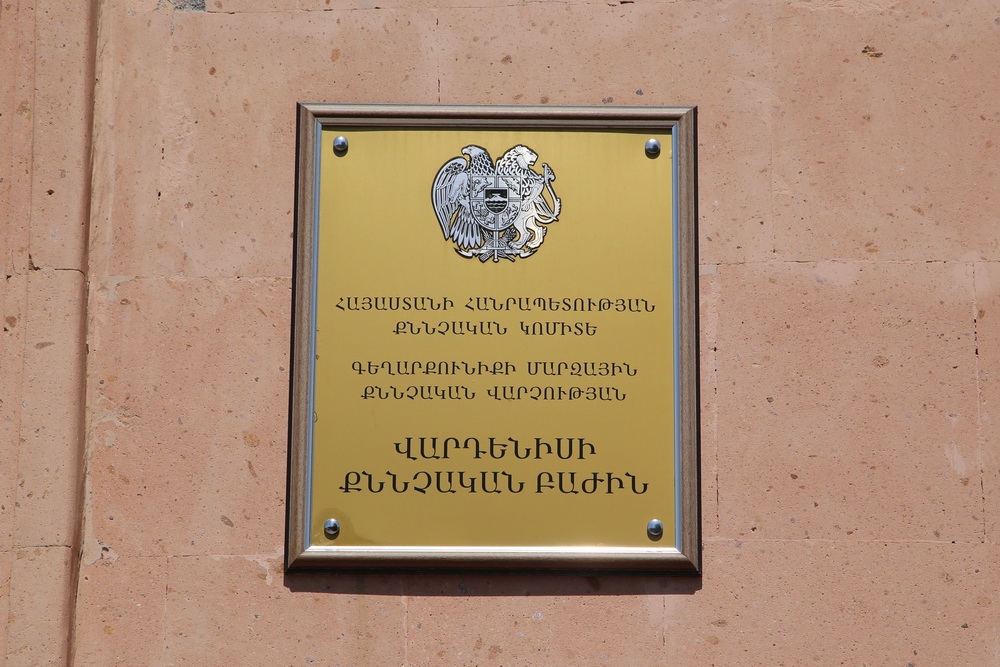 ՀԱՅԱՍՏԱՆԻ ՀԱՆՐԱՊԵՏՈՒԹՅԱՆ
ՔՆՆՉԱԿԱՆ ԿՈՄԻՏԵ
ԳԵՂԱՐՔՈՒՆԻՔԻ ՄԱՐԶԱՅԻՆ
ՔՆՆՉԱԿԱՆ ՎԱՐՉՈՒԹՅԱՆ
ՎԱՐԴԵՆԻՍԻ
ՔՆՆՉԱԿԱՆ ԲԱԺԻՆ